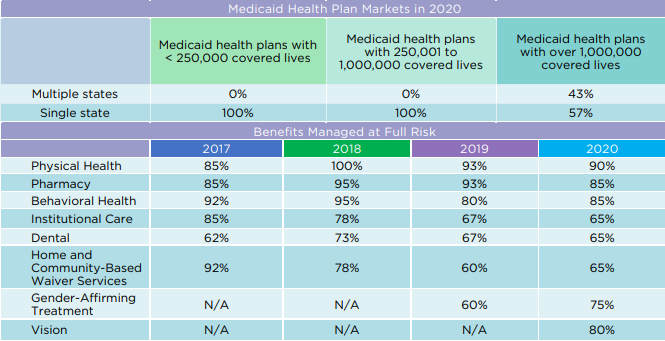 Medicaid Health Plan Markets in 2020
Medicaid health plans with < 250,000 covered lives
Medicaid health plans with 250,001 to 1,000,000 covered lives
Medicaid health plans with over 1,000,000 covered lives
Multiple states 0% 0% 43%
Single state 100% 100% 57%
Benefits Managed at Full Risk
2017 2018 2019 2020
Physical Health 85% 100% 93% 90%
Pharmacy 85% 95% 93% 85%
Behavioral Health 92% 95% 80% 85%
Institutional Care 85% 78% 67% 65%
Dental 62% 73% 67% 65%
Home and Community-Based Waiver Services 92% 78% 60% 65%
Gender-Affirming Treatment N/A N/A 60% 75%
Vision N/A N/A N/A 80%